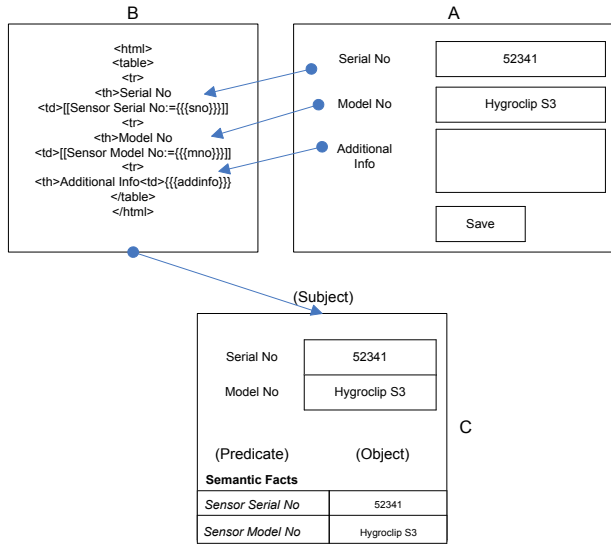 B
<html>
<table>
<tr>
<th>Serial No
<td>[[Sensor Serial No:={{{sno}}}]]
<tr>
<th>Model No
<td>[[Sensor Model No:={{{mno}}}]]
<tr>
<th>Additional Info<td>{{{addinfo}}}
</table>
</html>
A
Serial No 52341
Model No Hygroclip S3
Additional
Info
Save
(Subject)
Serial No 52341
Model No Hygroclip S3
C
(Predicate) (Object)
Semantic Facts
Sensor Serial No 52341
Sensor Model No Hygroclip S3